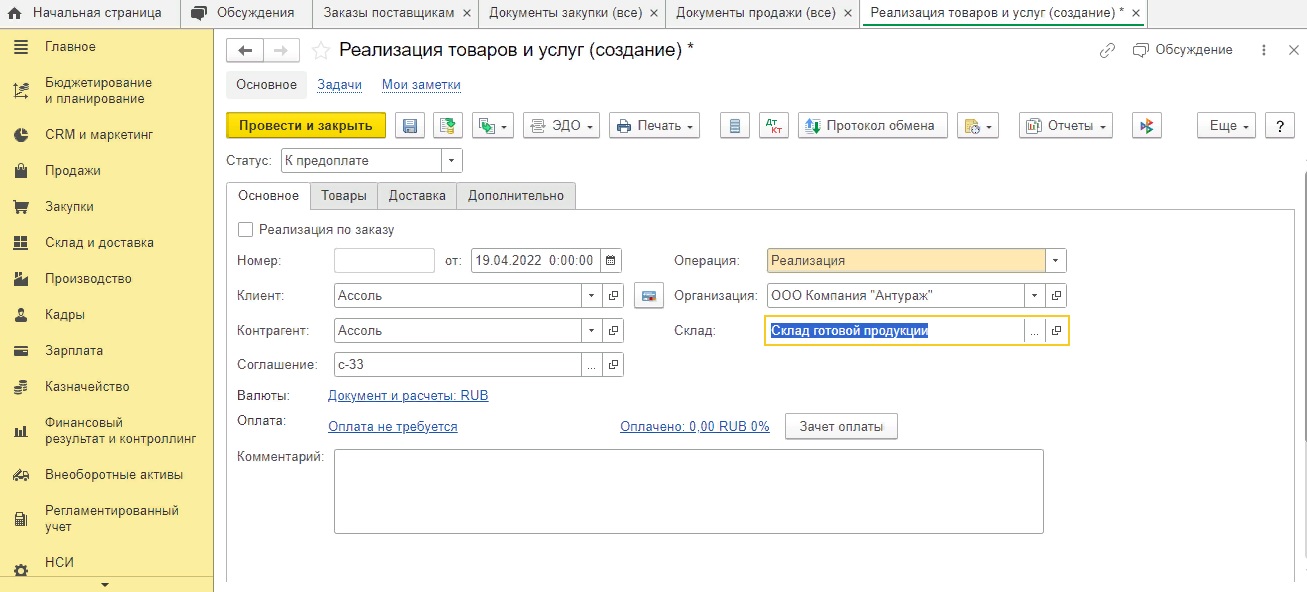 Начальная страница
Обсуждения
Заказы поставщикам ×
Документы закупки (все) ×
Документы продажи (все) ×
Реализация товаров и услуг (создание) * ×
Главное
Бюджетирование
и планирование
CRM и маркетинг
Продажи
Закупки
Склад и доставка
Производство
Кадры
Зарплата
Казначейство
Финансовый
результат и контроллинг
Внеоборотные активы
Регламентированный
учет
НСИ
Реализация товаров и услуг (создание) *
Обсуждение
Основное Задачи Мои заметки
Провести и закрыть ЭДО Печать Дт Кт Протокол обмена Отчеты Еще ?
Статус: К предоплате
Основное Товары Доставка Дополнительно
Реализация по заказу
Номер: от: 19.04.2022 0:00:00 Операция: Реализация
Клиент: Ассоль Организация: ООО Компания "Антураж"
Контрагент: Ассоль Склад: Склад готовой продукции ...
Соглашение: с-33 ...
Валюты: Документ и расчеты: RUB
Оплата: Оплата не требуется Оплачено: 0,00 RUB 0% Зачет оплаты
Комментарий: